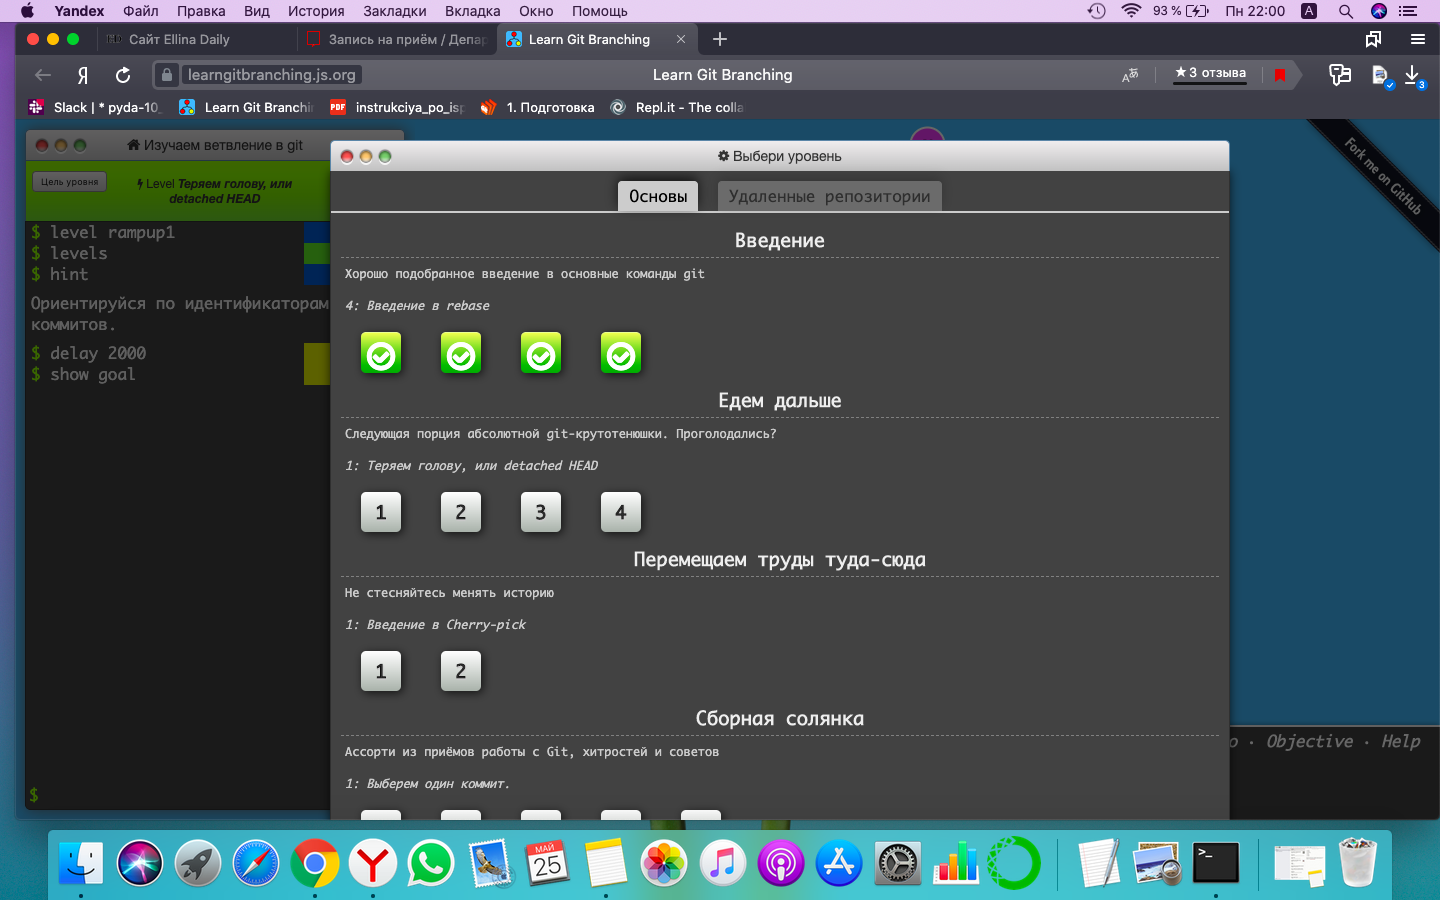 Yandex Файл Правка Вид История Закладки Вкладка Окно Помощь 93 % Пн 22:00 A
Сайт Ellina Daily Запись на приём / Депар Learn Git Branching
learngitbranching.js.org Learn Git Branching ★3 отзыва 3
Slack | * pyda-10_ Learn Git Branchin PDF instrukciya_po_isp 1. Подготовка Repl.it - The colla
Изучаем ветвление в git
Цель уровня
Level Теряем голову, или
detached HEAD
$ level rampup1
$ levels
$ hint
Ориентируйся по идентификаторам
коммитов.
$ delay 2000
$ show goal
$
Выбери уровень
Основы Удаленные репозитории
Введение
Хорошо подобранное введение в основные команды git
4: Введение в rebase
Едем дальше
Следующая порция абсолютной git-крутотенюшки. Проголодались?
1: Теряем голову, или detached HEAD
1 2 3 4
Перемещаем труды туда-сюда
Не стесняйтесь менять историю
1: Введение в Cherry-pick
1 2
Сборная солянка
Ассорти из приёмов работы с Git, хитростей и советов
1: Выберем один коммит.
Fork me on GitHub
o · Objective · Help
МАЙ
25
>_